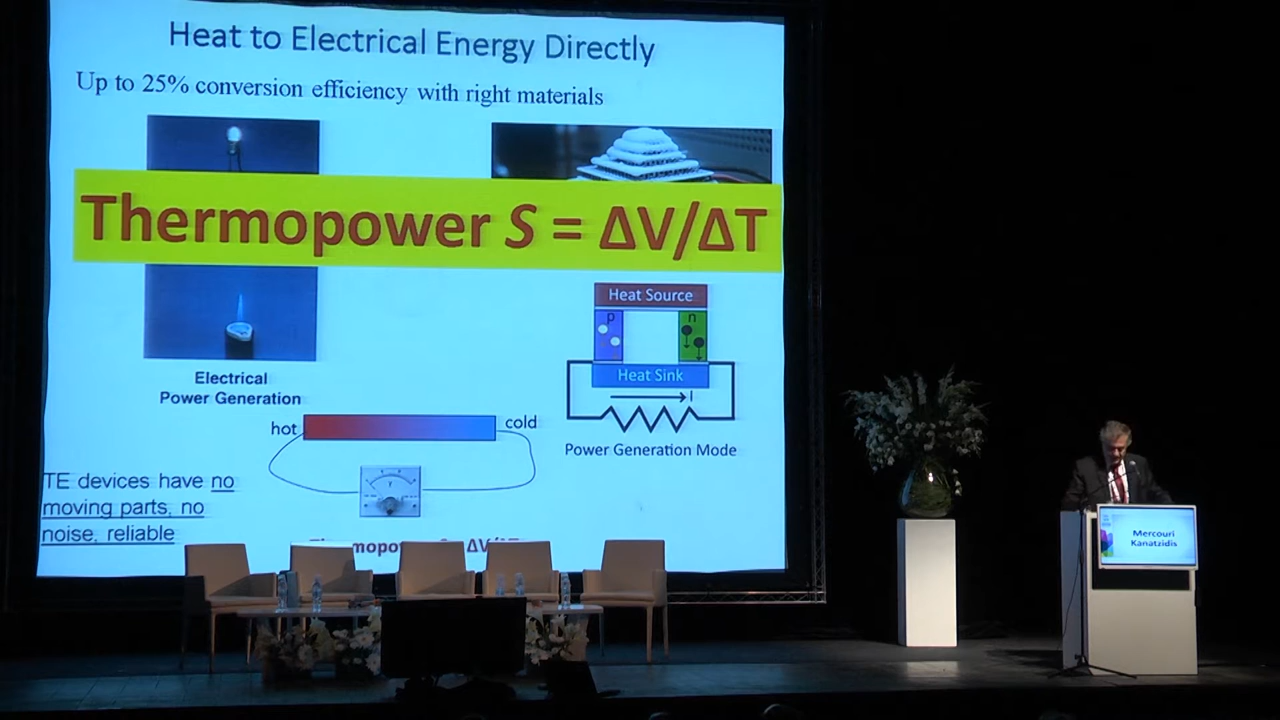 Heat to Electrical Energy Directly
Up to 25% conversion efficiency with right materials
Thermopower S = ΔV/ΔT
Heat Source
p
n
Heat Sink
I
Power Generation Mode
Electrical
Power Generation
hot
cold
TE devices have no
moving parts, no
noise, reliable
Mercouri
Kanatzidis